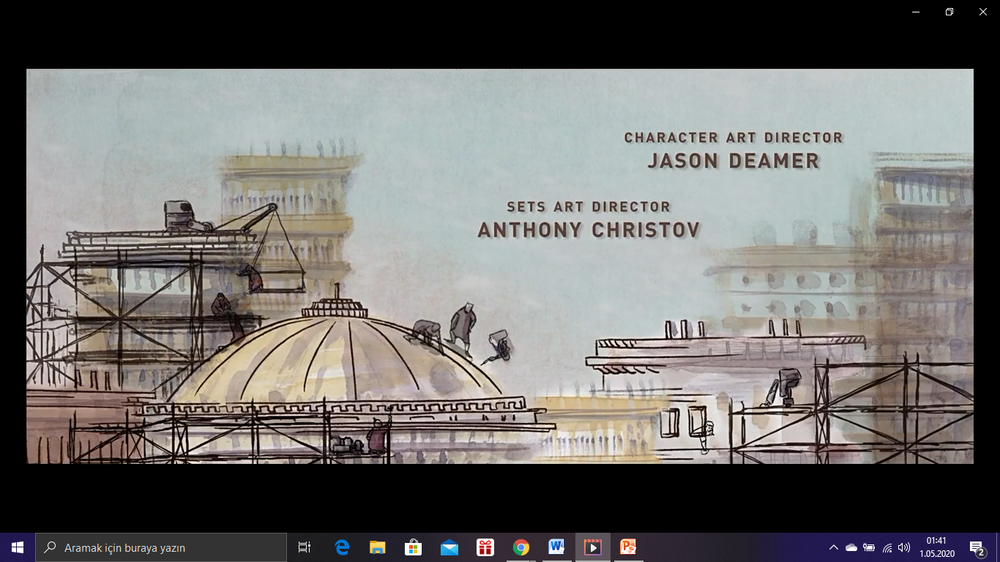 CHARACTER ART DIRECTOR
JASON DEAMER
SETS ART DIRECTOR
ANTHONY CHRISTOV
Aramak için buraya yazın
01:41
1.05.2020
2